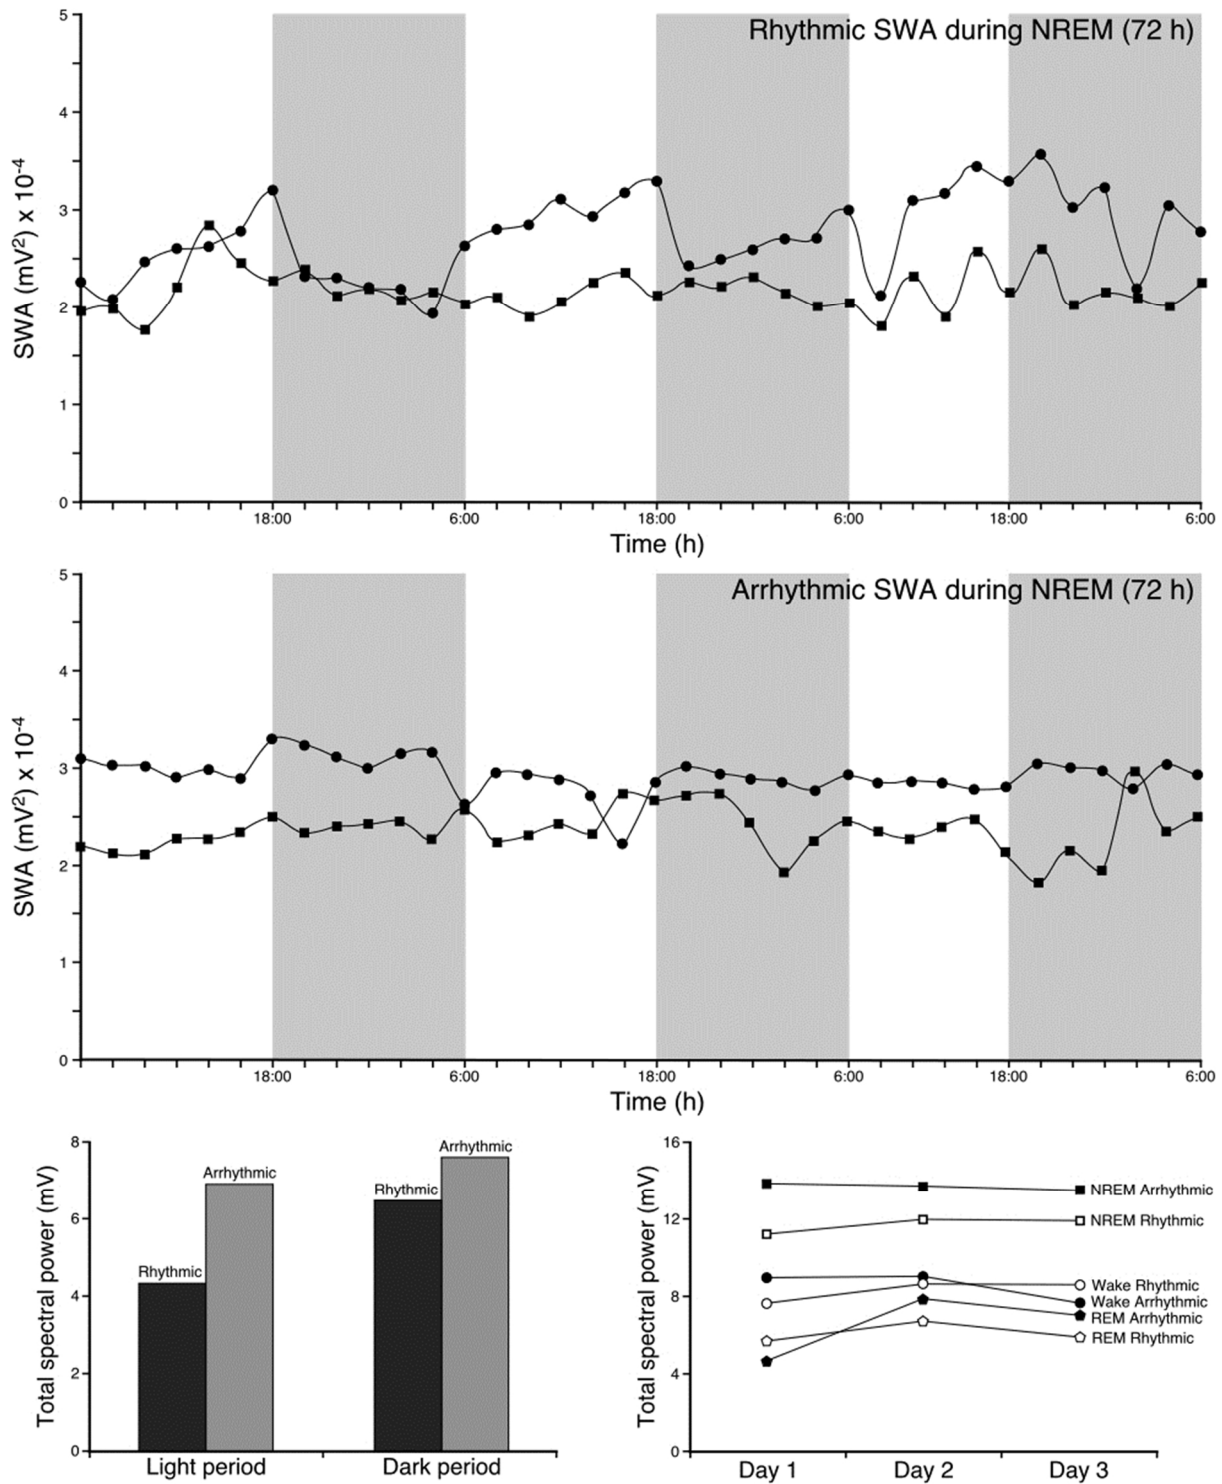 Rhythmic SWA during NREM (72 h)
5
4
3
2
1
0
SWA (mV²) x 10⁻⁴
18:00 6:00 18:00 6:00 18:00 6:00
Time (h)
Arrhythmic SWA during NREM (72 h)
5
4
3
2
1
0
SWA (mV²) x 10⁻⁴
18:00 6:00 18:00 6:00 18:00 6:00
Time (h)
8
6
4
2
0
Total spectral power (mV)
Rhythmic
Arrhythmic
Rhythmic
Arrhythmic
Light period Dark period
16
12
8
4
0
Total spectral power (mV)
NREM Arrhythmic
NREM Rhythmic
Wake Rhythmic
Wake Arrhythmic
REM Arrhythmic
REM Rhythmic
Day 1 Day 2 Day 3